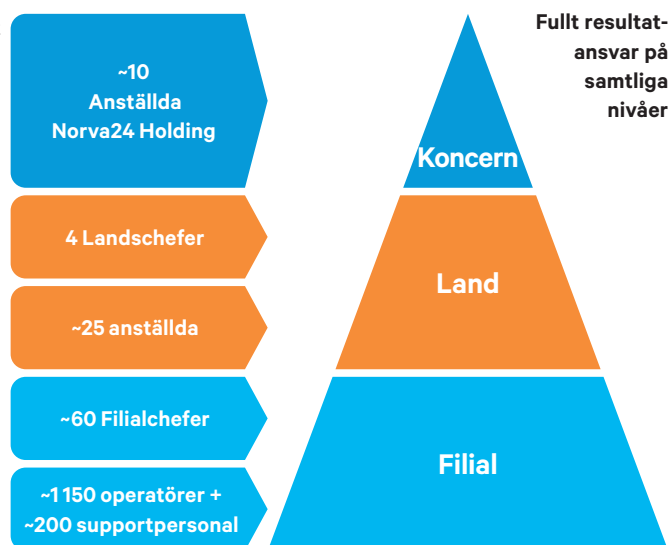 ~10
Anställda
Norva24 Holding
4 Landschefer
~25 anställda
~60 Filialchefer
~1 150 operatörer +
~200 supportpersonal
Koncern
Land
Filial
Fullt resultat-
ansvar på
samtliga
nivåer